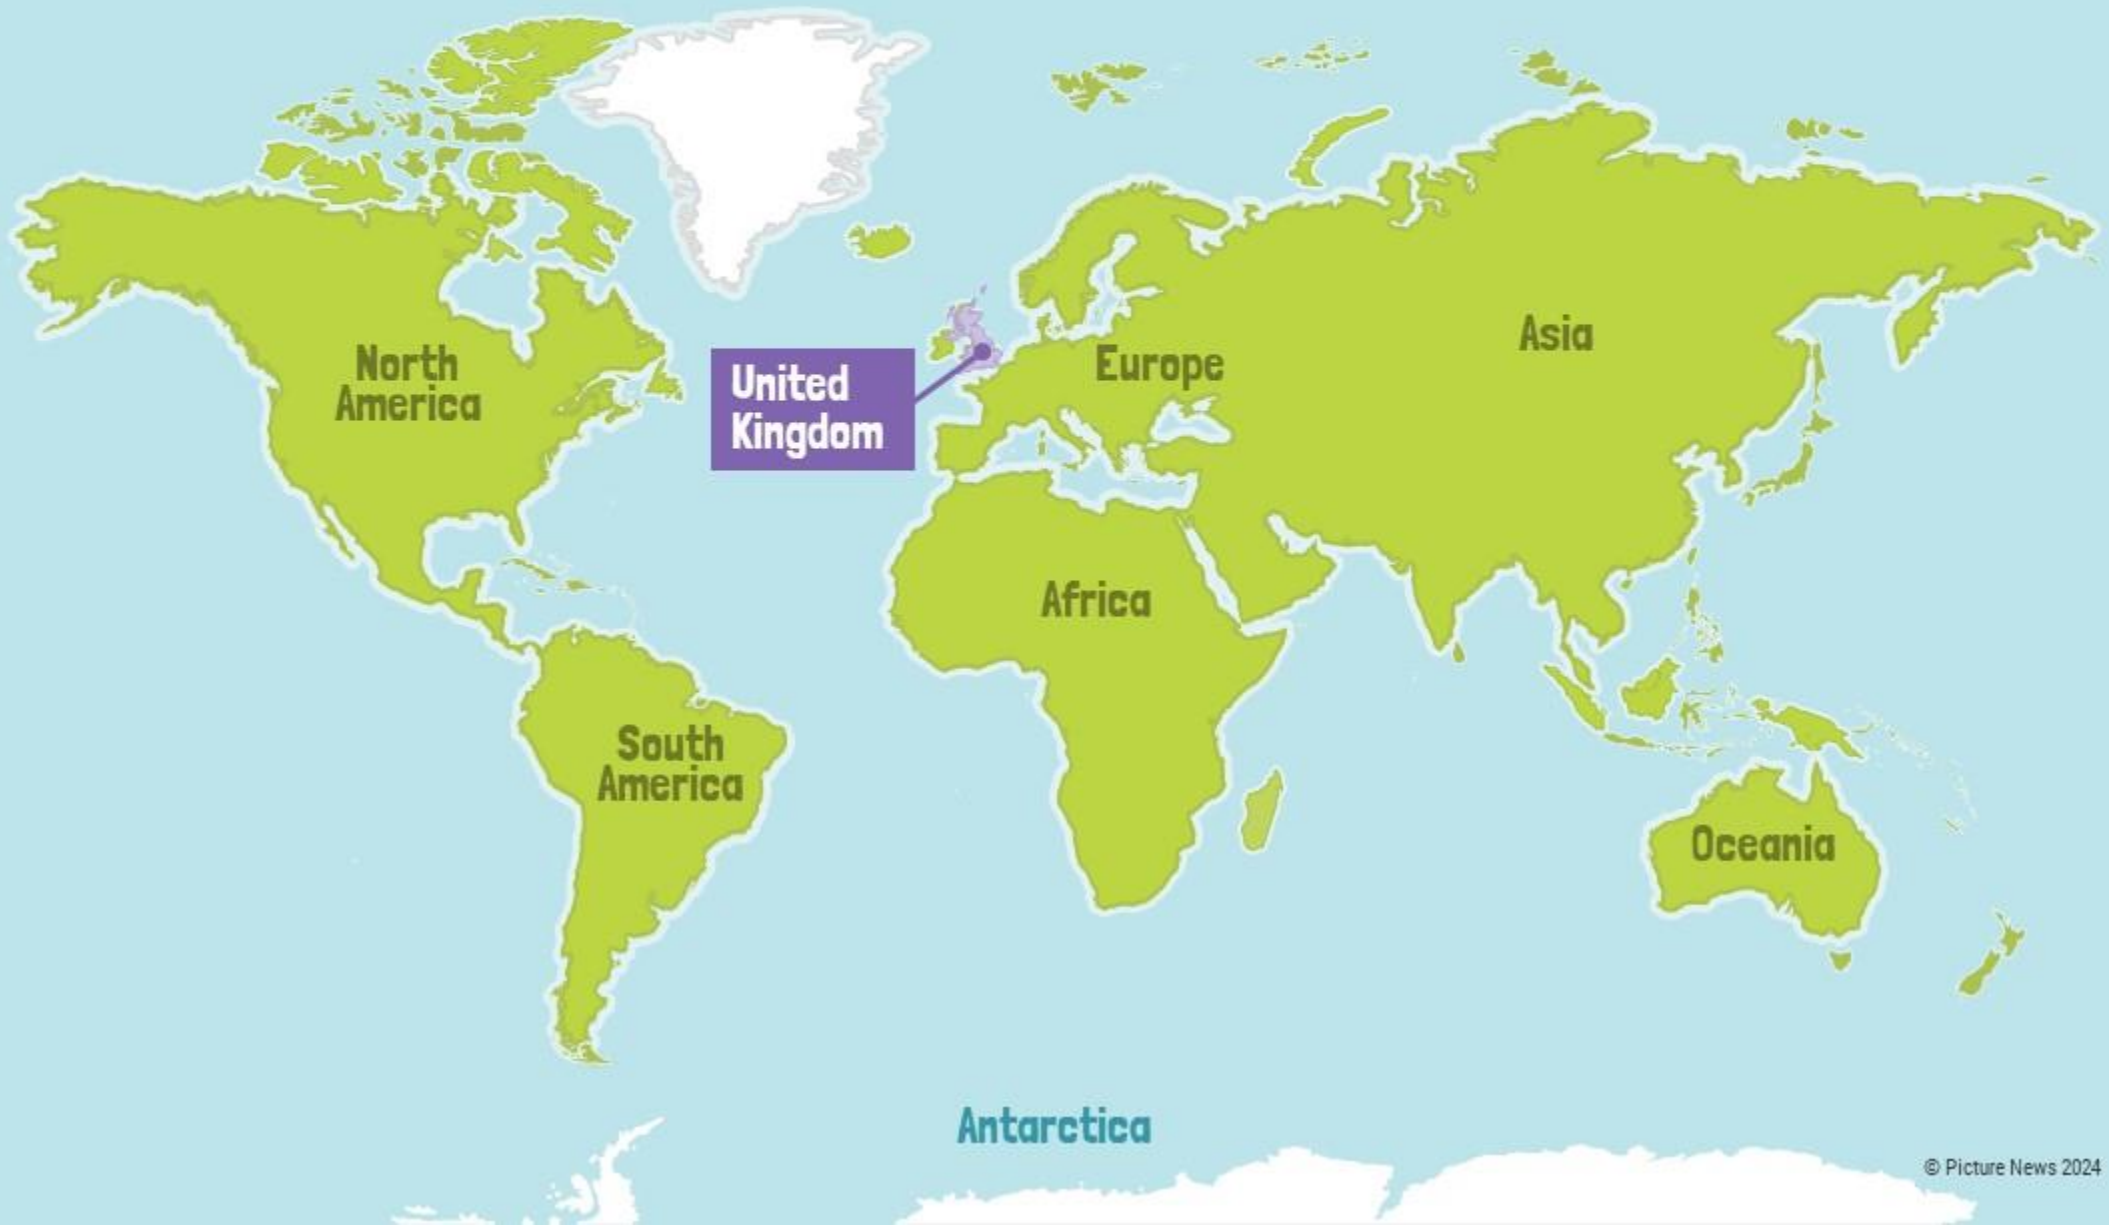 North
America
United
Kingdom
Europe
Asia
Africa
South
America
Oceania
Antarctica
© Picture News 2024